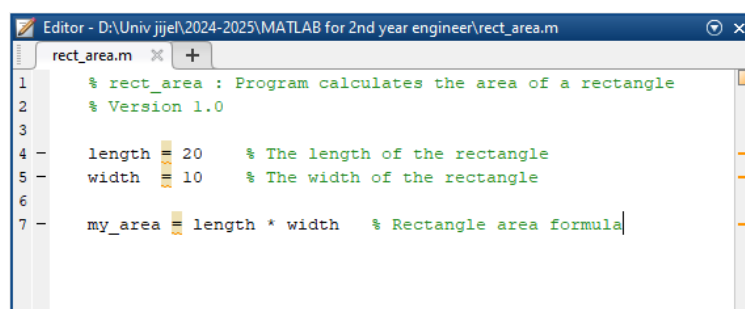 Editor - D:\Univ jijel\2024-2025\MATLAB for 2nd year engineer\rect_area.m
rect_area.m
1 % rect_area : Program calculates the area of a rectangle
2 % Version 1.0
3
4 - length = 20 % The length of the rectangle
5 - width = 10 % The width of the rectangle
6
7 - my_area = length * width % Rectangle area formula